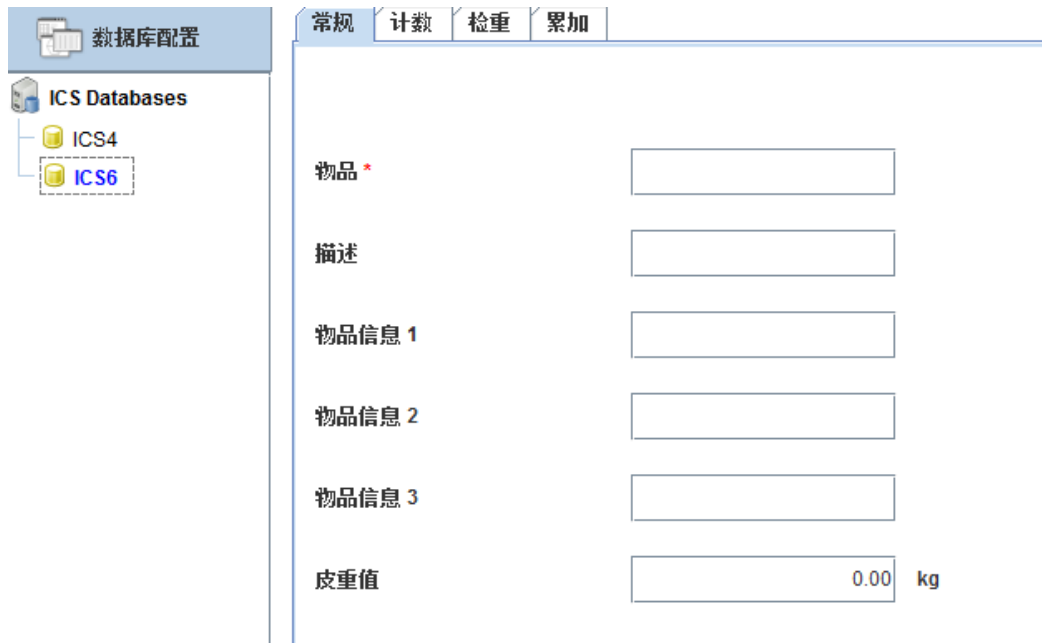 数据库配置
ICS Databases
ICS4
ICS6
常规 计数 检重 累加
物品 *
描述
物品信息 1
物品信息 2
物品信息 3
皮重值 0.00 kg